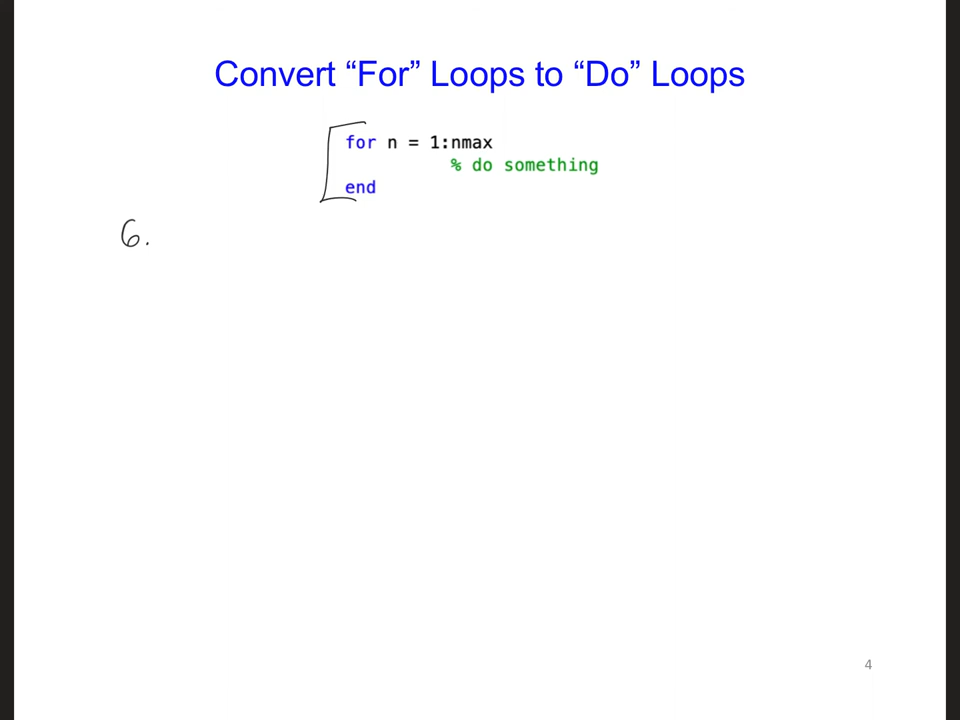 Convert “For” Loops to “Do” Loops
for n = 1:nmax
% do something
end
6.
4